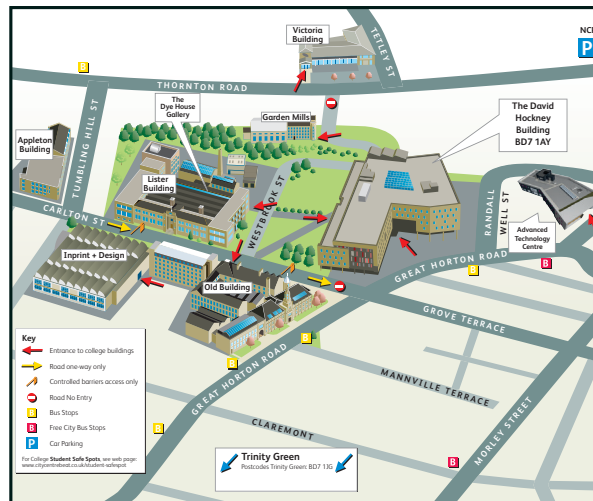 Victoria
Building
TETLEY ST
NCP
P
B
THORNTON ROAD
The
Dye House
Gallery
Garden Mills
The David
Hockney
Building
BD7 1AY
Appleton
Building
TUMBLING HILL ST
Lister
Building
WESTBROOK ST
RANDALL
WELL ST
CARLTON ST
Advanced
Technology
Centre
Inprint + Design
Old Building
GREAT HORTON ROAD
B
B
GROVE TERRACE
Key
Entrance to college buildings
Road one-way only
Controlled barriers access only
Road No Entry
B Bus Stops
B Free City Bus Stops
P Car Parking
For College Student Safe Spots, see web page:
www.citycentrebeat.co.uk/student-safespot
B
B
GREAT HORTON ROAD
MANNVILLE TERRACE
B
CLAREMONT
MORLEY STREET
B
Trinity Green
Postcodes Trinity Green: BD7 1JG